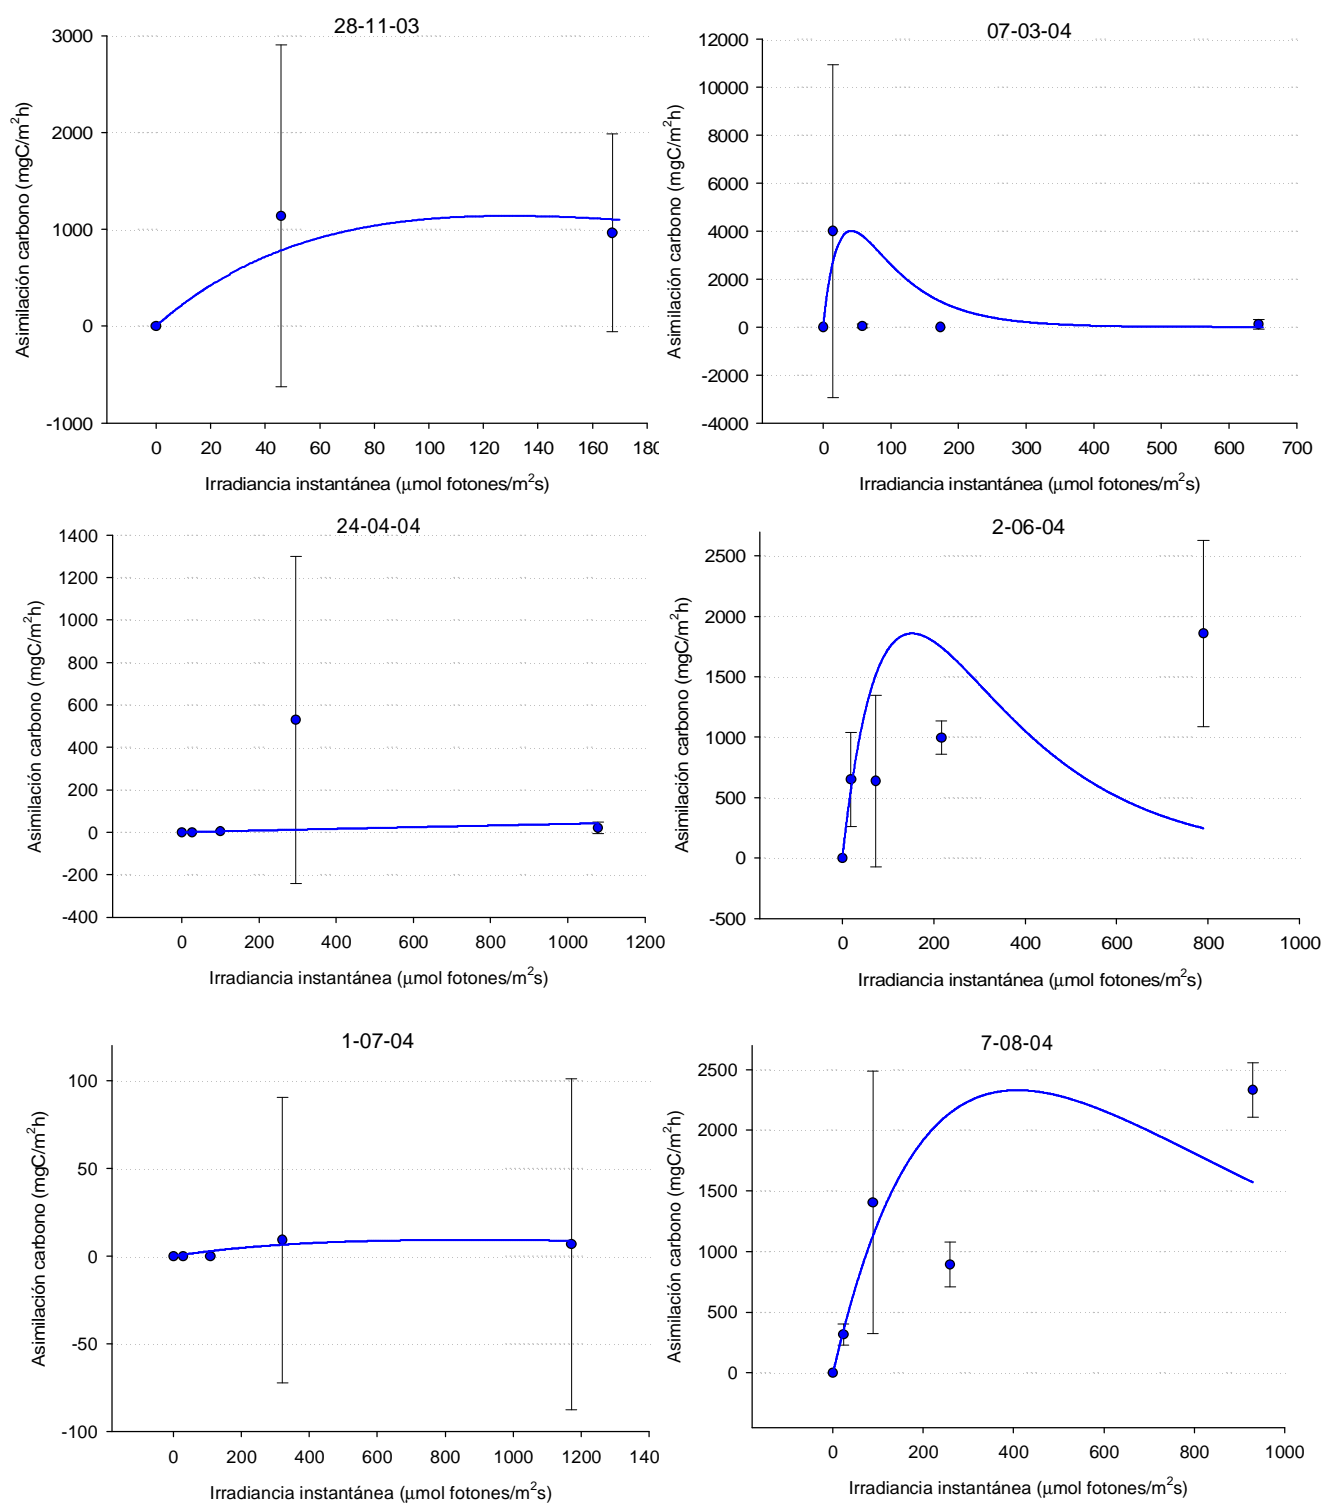 28-11-03
3000
2000
1000
0
-1000
Asimilación carbono (mgC/m²h)
0 20 40 60 80 100 120 140 160 180
Irradiancia instantánea (μmol fotones/m²s)
07-03-04
12000
10000
8000
6000
4000
2000
0
-2000
-4000
Asimilación carbono (mgC/m²h)
0 100 200 300 400 500 600 700
Irradiancia instantánea (μmol fotones/m²s)
24-04-04
1400
1200
1000
800
600
400
200
0
-200
-400
Asimilación carbono (mgC/m²h)
0 200 400 600 800 1000 1200
Irradiancia instantánea (μmol fotones/m²s)
2-06-04
2500
2000
1500
1000
500
0
-500
Asimilación carbono (mgC/m²h)
0 200 400 600 800 1000
Irradiancia instantánea (μmol fotones/m²s)
1-07-04
100
50
0
-50
-100
Asimilación carbono (mgC/m²h)
0 200 400 600 800 1000 1200 140
Irradiancia instantánea (μmol fotones/m²s)
7-08-04
2500
2000
1500
1000
500
0
Asimilación carbono (mgC/m²h)
0 200 400 600 800 1000
Irradiancia instantánea (μmol fotones/m²s)